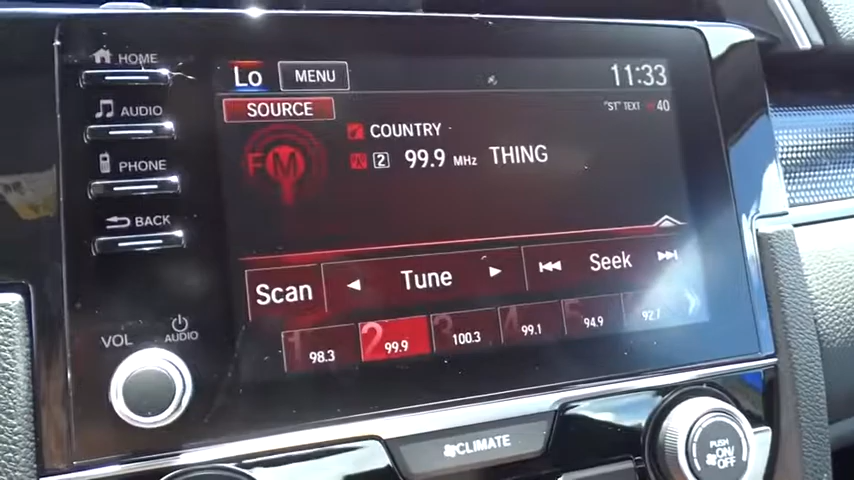 HOME
AUDIO
PHONE
BACK
VOL
AUDIO
Lo
MENU
11:33
SOURCE
"ST" TEXT
40
FM
COUNTRY
2 99.9 MHz THING
Scan
Tune
Seek
1 98.3
2 99.9
3 100.3
4 99.1
5 94.9
92.7
CLIMATE
PUSH
ON/
OFF